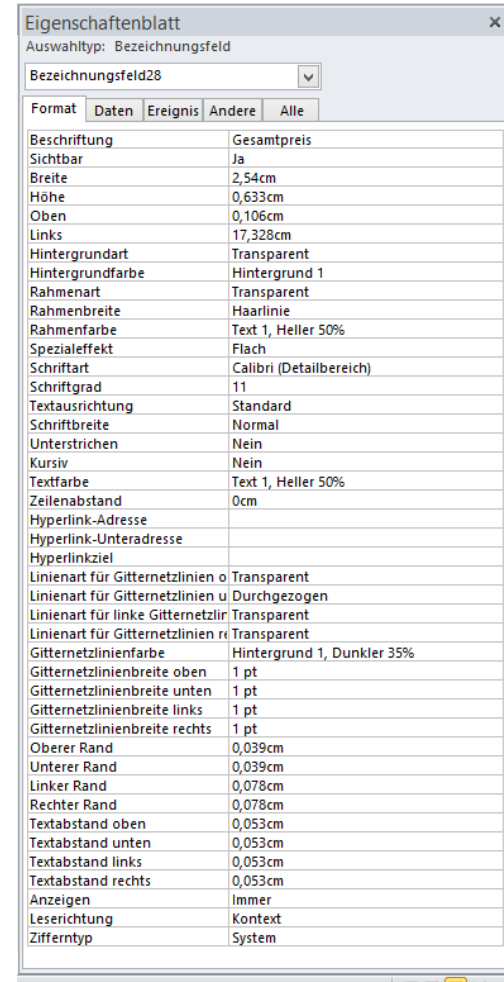 Eigenschaftenblatt
Auswahltyp: Bezeichnungsfeld
Bezeichnungsfeld28
Format Daten Ereignis Andere Alle
Beschriftung Gesamtpreis
Sichtbar Ja
Breite 2,54cm
Höhe 0,633cm
Oben 0,106cm
Links 17,328cm
Hintergrundart Transparent
Hintergrundfarbe Hintergrund 1
Rahmenart Transparent
Rahmenbreite Haarlinie
Rahmenfarbe Text 1, Heller 50%
Spezialeffekt Flach
Schriftart Calibri (Detailbereich)
Schriftgrad 11
Textausrichtung Standard
Schriftbreite Normal
Unterstrichen Nein
Kursiv Nein
Textfarbe Text 1, Heller 50%
Zeilenabstand 0cm
Hyperlink-Adresse
Hyperlink-Unteradresse
Hyperlinkziel
Linienart für Gitternetzlinien o Transparent
Linienart für Gitternetzlinien u Durchgezogen
Linienart für linke Gitternetzlir Transparent
Linienart für Gitternetzlinien re Transparent
Gitternetzlinienfarbe Hintergrund 1, Dunkler 35%
Gitternetzlinienbreite oben 1 pt
Gitternetzlinienbreite unten 1 pt
Gitternetzlinienbreite links 1 pt
Gitternetzlinienbreite rechts 1 pt
Oberer Rand 0,039cm
Unterer Rand 0,039cm
Linker Rand 0,078cm
Rechter Rand 0,078cm
Textabstand oben 0,053cm
Textabstand unten 0,053cm
Textabstand links 0,053cm
Textabstand rechts 0,053cm
Anzeigen Immer
Leserichtung Kontext
Zifferntyp System